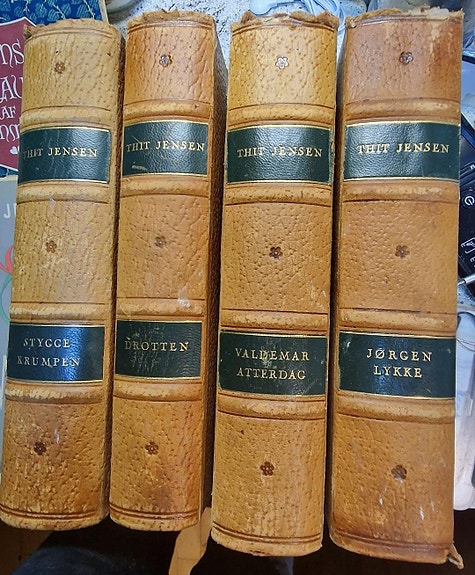 THIT JENSEN
STYGGE
KRUMPEN
THIT JENSEN
DROTTEN
THIT JENSEN
VALDEMAR
ATTERDAG
THIT JENSEN
JØRGEN
LYKKE